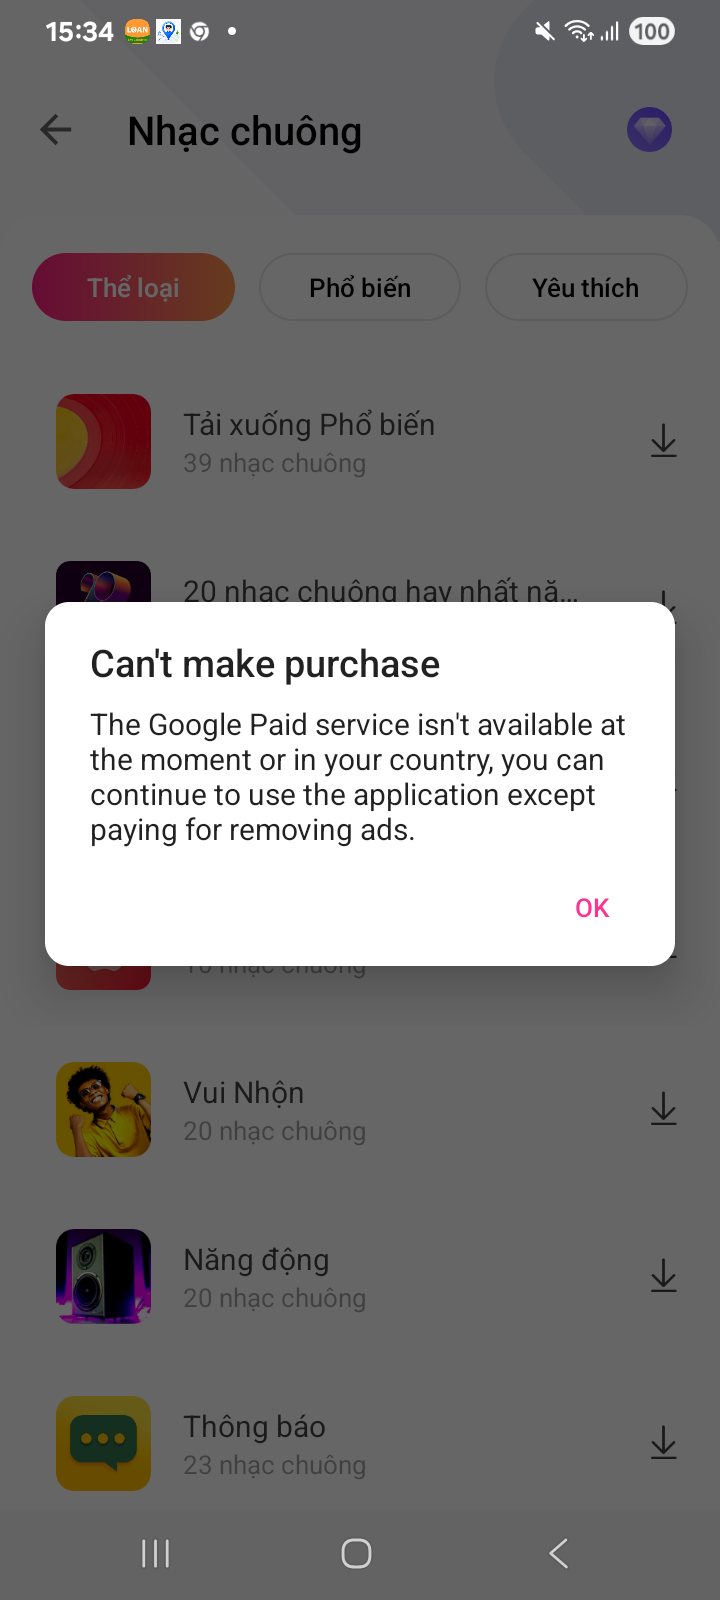 15:34
LOAN
100
Nhạc chuông
Thể loại
Phổ biến
Yêu thích
Tải xuống Phổ biến
39 nhạc chuông
20 nhạc chuông hay nhất nă...
Can't make purchase
The Google Paid service isn't available at
the moment or in your country, you can
continue to use the application except
paying for removing ads.
OK
nhạc chuông
Vui Nhộn
20 nhạc chuông
Năng động
20 nhạc chuông
Thông báo
23 nhạc chuông